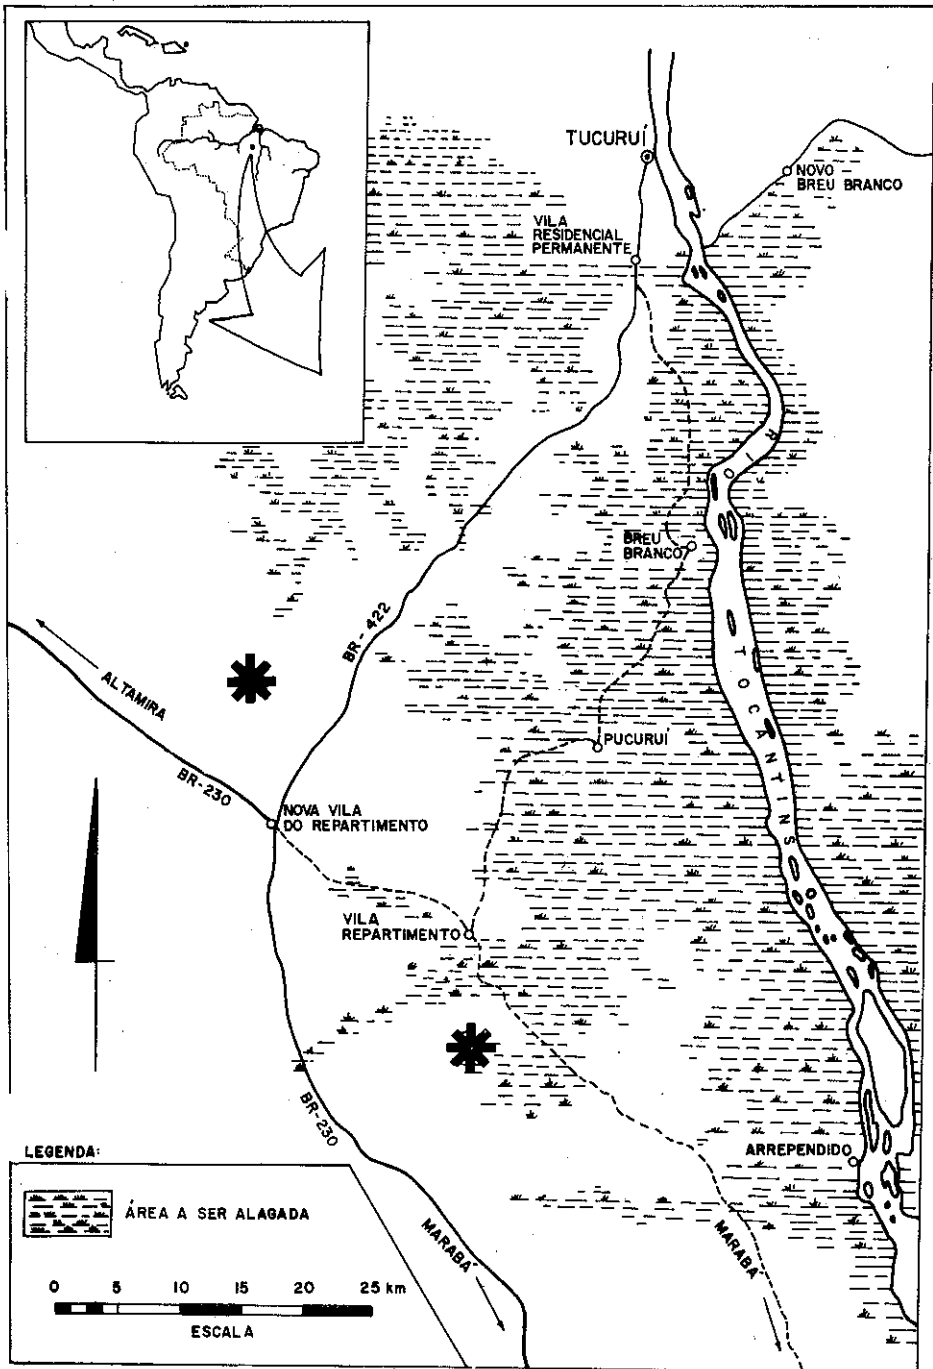 TUCURUÍ
NOVO
BREU BRANCO
VILA
RESIDENCIAL
PERMANENTE
RIO TOCANTINS
BREU
BRANCO
BR-422
ALTAMIRA
BR-230
PUCURUÍ
NOVA VILA
DO REPARTIMENTO
VILA
REPARTIMENTO
BR-230
ARREPENDIDO
MARABÁ
MARABÁ
LEGENDA:
ÁREA A SER ALAGADA
0 5 10 15 20 25 km
ESCALA